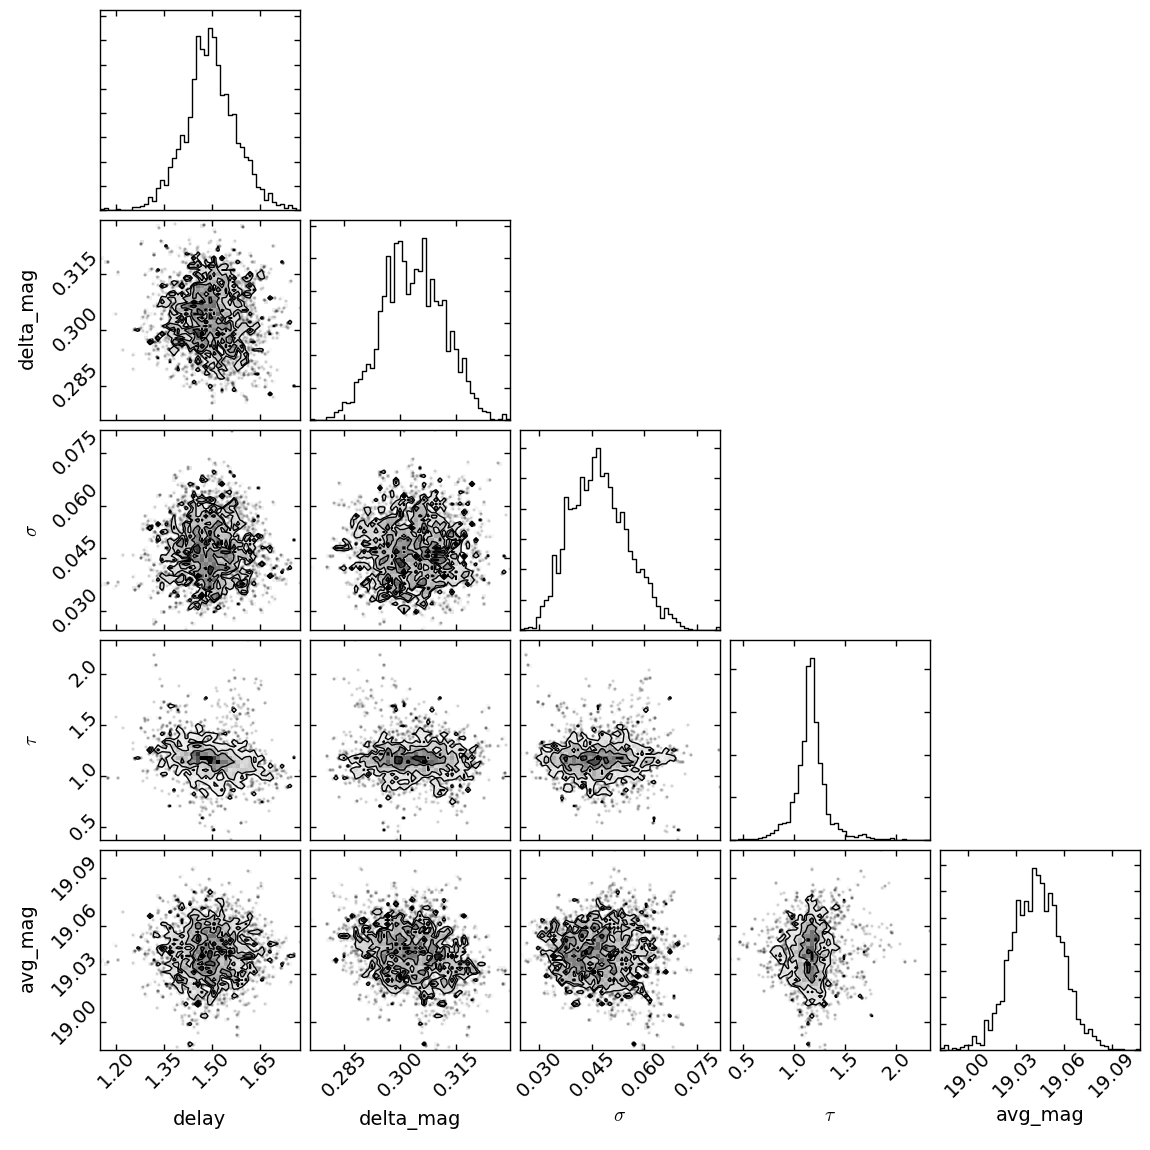 delta_mag
0.315
0.300
0.285
σ
0.075
0.060
0.045
0.030
τ
2.0
1.5
1.0
0.5
avg_mag
19.09
19.06
19.03
19.00
1.20 1.35 1.50 1.65
0.285 0.300 0.315
0.030 0.045 0.060 0.075
0.5 1.0 1.5 2.0
19.00 19.03 19.06 19.09
delay delta_mag σ τ avg_mag